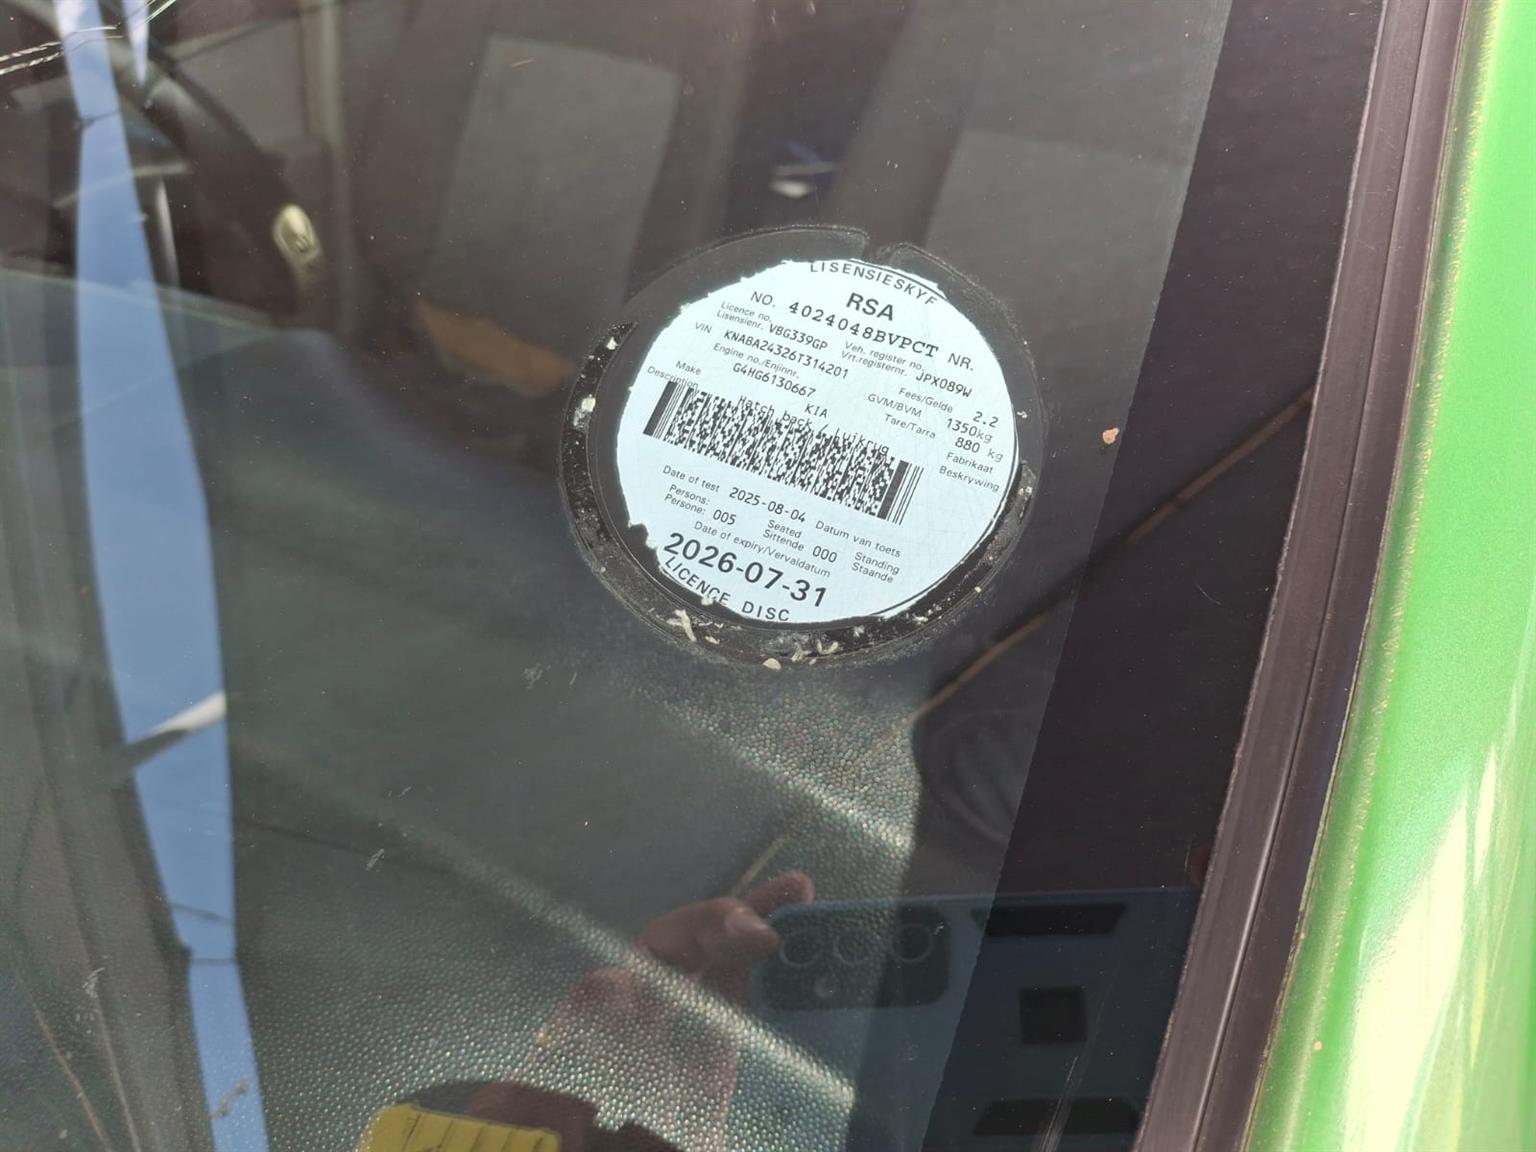 LISENSIESKYF
RSA
NO. 4024048BVPCT NR.
Licence no. Veh. register no.
Lisensienr. VBG339GP Vrt.registernr. JPX089W
VIN KNABA24326T314201 Fees/Gelde 2.2
Engine no./Enjinnr. GVM/BVM 1350kg
G4HG6130667 Tare/Tarra 880 kg
Make KIA Fabrikaat
Description Hatch back / Luikrug Beskrywing
Date of test 2025-08-04 Datum van toets
Persons: Seated Standing
Persone: 005 Sittende 000 Staande
Date of expiry/Vervaldatum
2026-07-31
LICENCE DISC